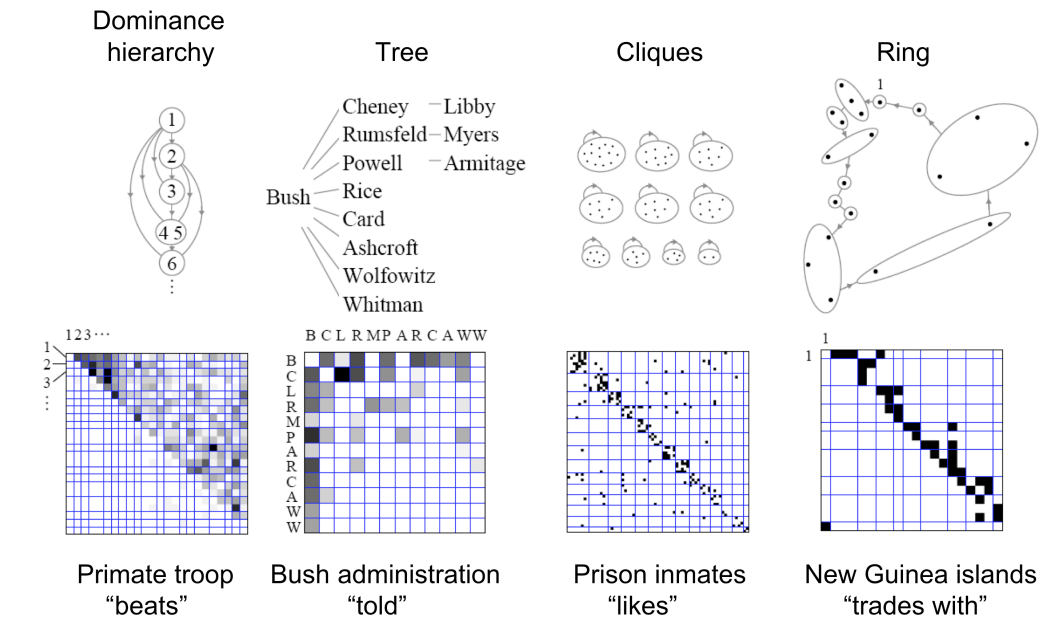 Dominance
hierarchy
Tree
Cliques
Ring
1
2
3
4 5
6
⋮
Cheney
Libby
Rumsfeld
Myers
Powell
Armitage
Bush
Rice
Card
Ashcroft
Wolfowitz
Whitman
1
1 2 3 ⋯
1
2
3
⋮
B C L R M P A R C A W W
B
C
L
R
M
P
A
R
C
A
W
W
1
1
Primate troop
“beats”
Bush administration
“told”
Prison inmates
“likes”
New Guinea islands
“trades with”